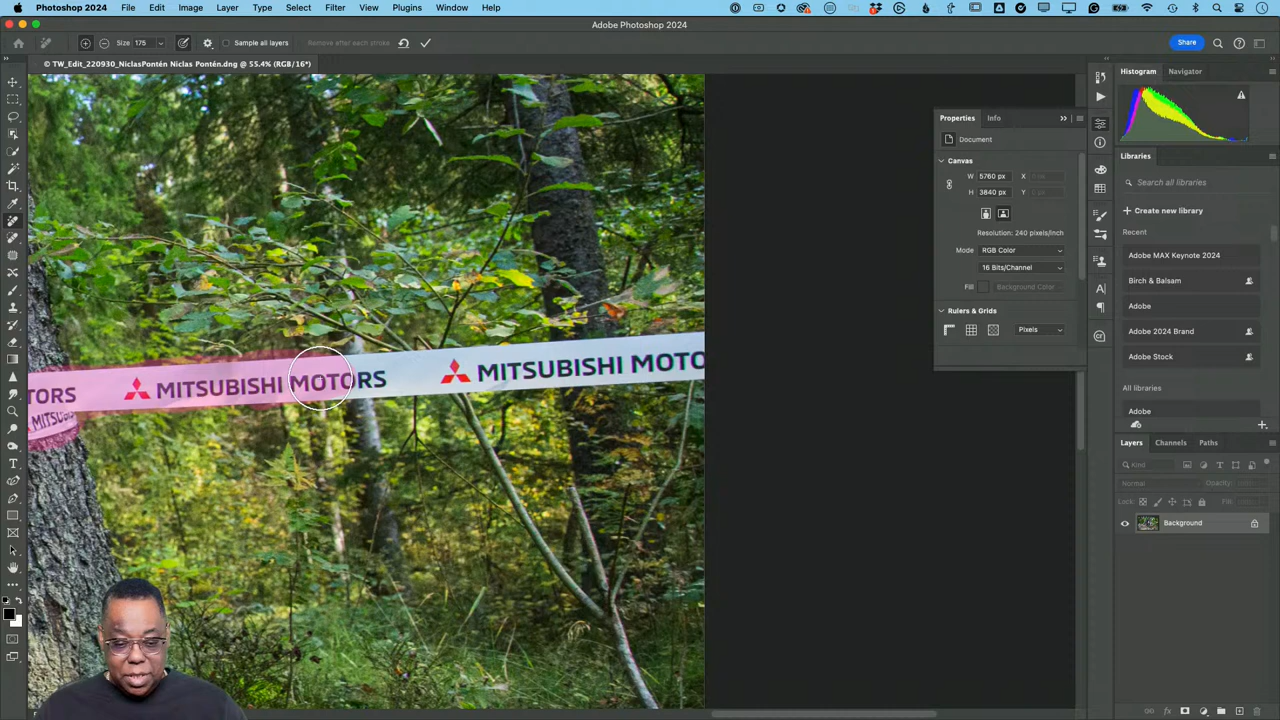 Photoshop 2024 File Edit Image Layer Type Select Filter View Plugins Window Help
Adobe Photoshop 2024
Size 175 Sample all layers Remove after each stroke Share
© TW_Edit_220930_NiclasPontén Niclas Pontén.dng @ 55.4% (RGB/16*)
Histogram Navigator
Properties Info
Document
Canvas
W 5760 px X
H 3840 px Y
Resolution: 240 pixels/inch
Mode RGB Color
16 Bits/Channel
Fill Background Color
Rulers & Grids
Pixels
Libraries
Search all libraries
Create new library
Recent
Adobe MAX Keynote 2024
Birch & Balsam
Adobe
Adobe 2024 Brand
Adobe Stock
All libraries
Adobe
Layers Channels Paths
Kind
Normal Opacity:
Lock: Fill:
Background
TORS MITSUBISHI MOTORS MITSUBISHI MOTO
MITSUBIS